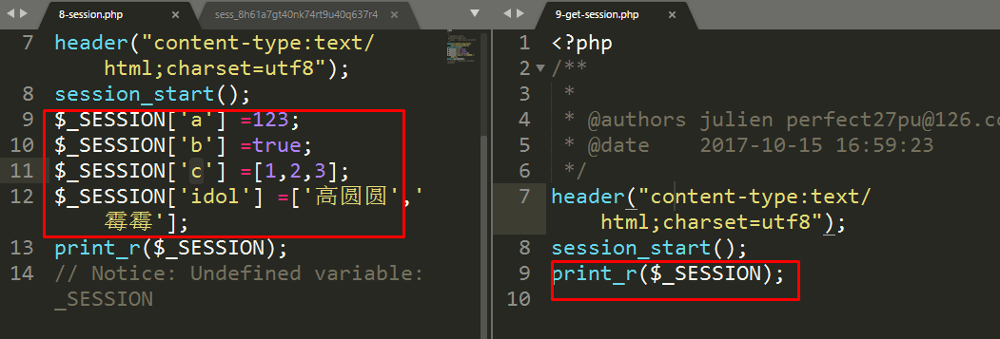 8-session.php
sess_8h61a7gt40nk74rt9u40q637r4
7 header("content-type:text/
html;charset=utf8");
8 session_start();
9 $_SESSION['a'] =123;
10 $_SESSION['b'] =true;
11 $_SESSION['c'] =[1,2,3];
12 $_SESSION['idol'] =['高圆圆','
霉霉'];
13 print_r($_SESSION);
14 // Notice: Undefined variable:
_SESSION
9-get-session.php
1 <?php
2 /**
3 *
4 * @authors julien perfect27pu@126.co
5 * @date 2017-10-15 16:59:23
6 */
7 header("content-type:text/
html;charset=utf8");
8 session_start();
9 print_r($_SESSION);
10